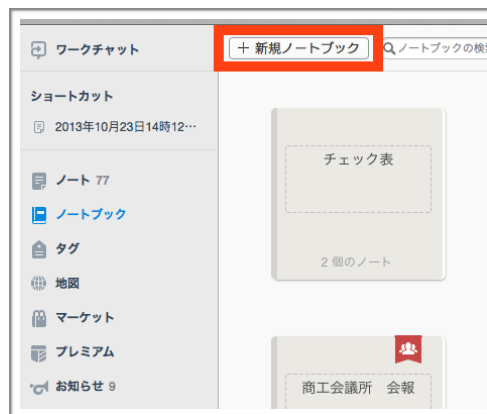 ワークチャット
＋新規ノートブック
ノートブックの検
ショートカット
2013年10月23日14時12…
ノート 77
ノートブック
タグ
地図
マーケット
プレミアム
お知らせ 9
チェック表
2 個のノート
商工会議所　会報